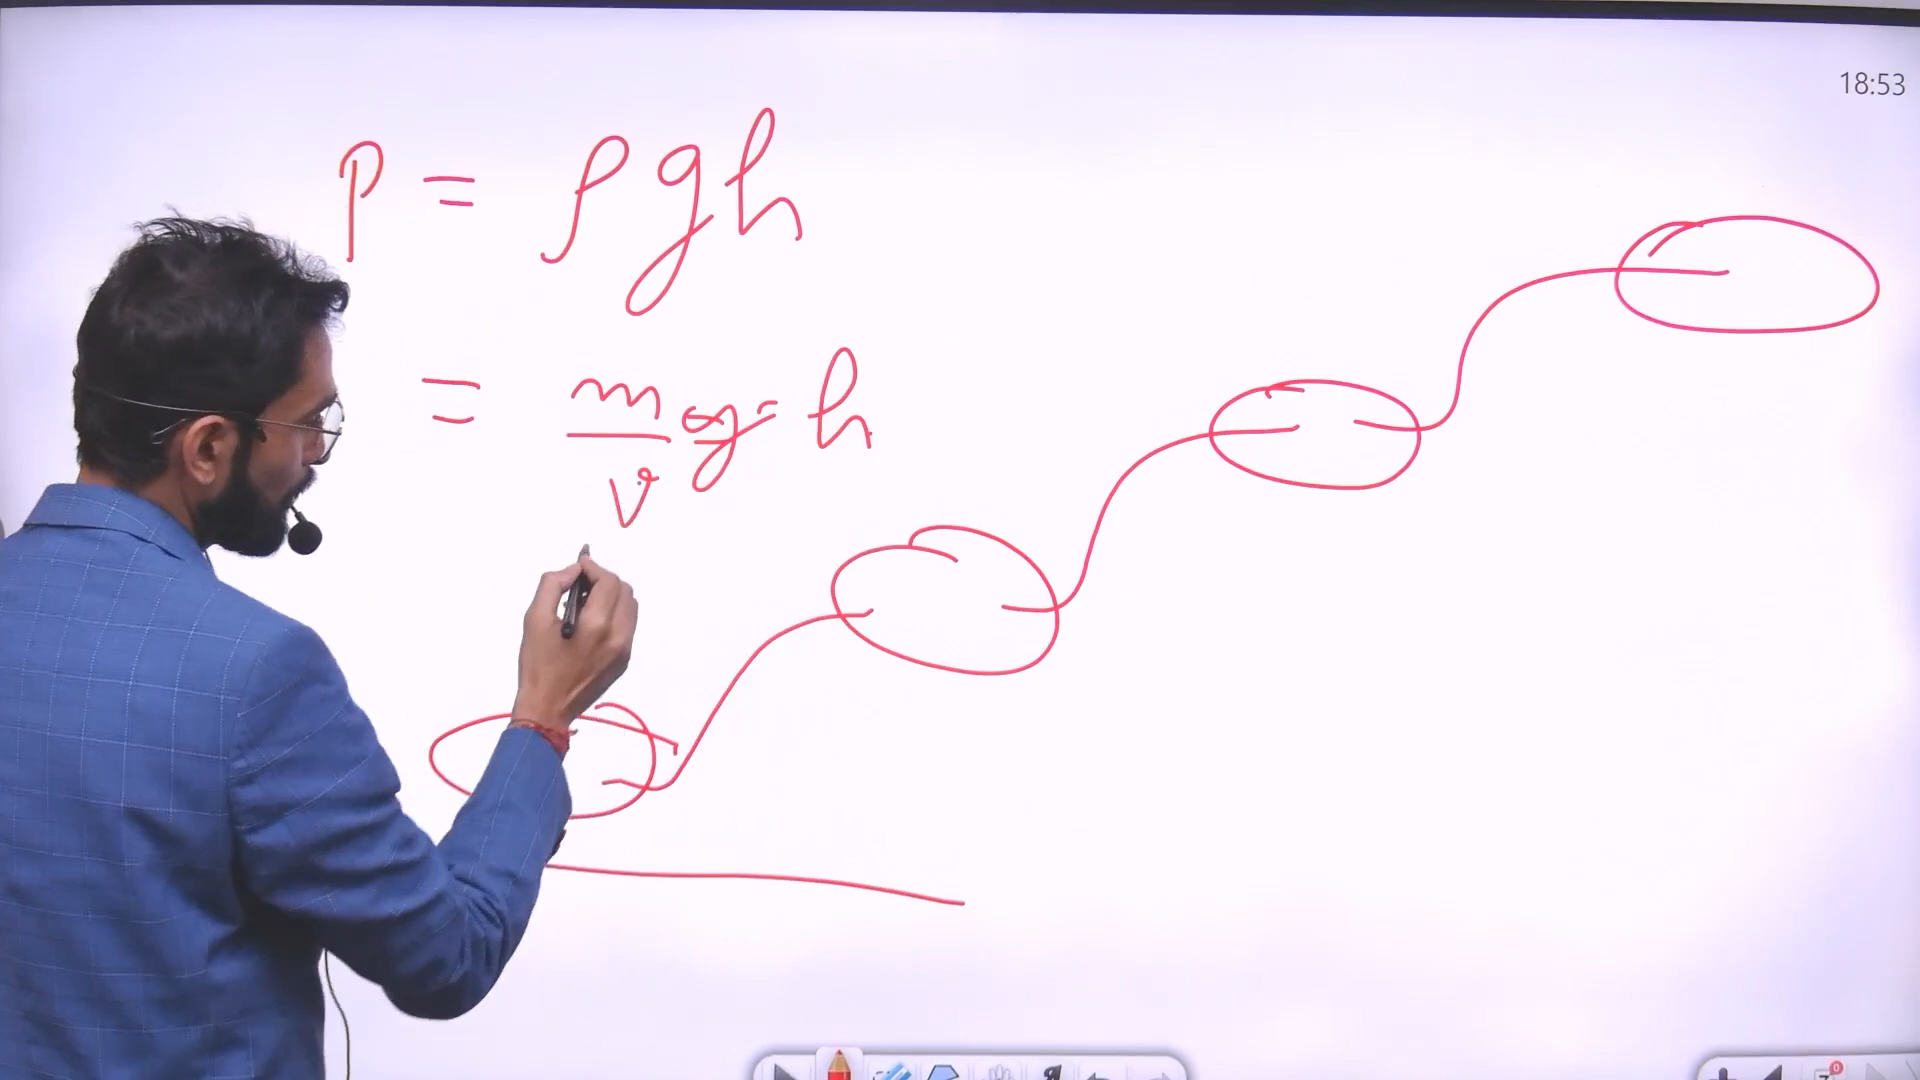 18:53
P = ρgh
= m/v g h